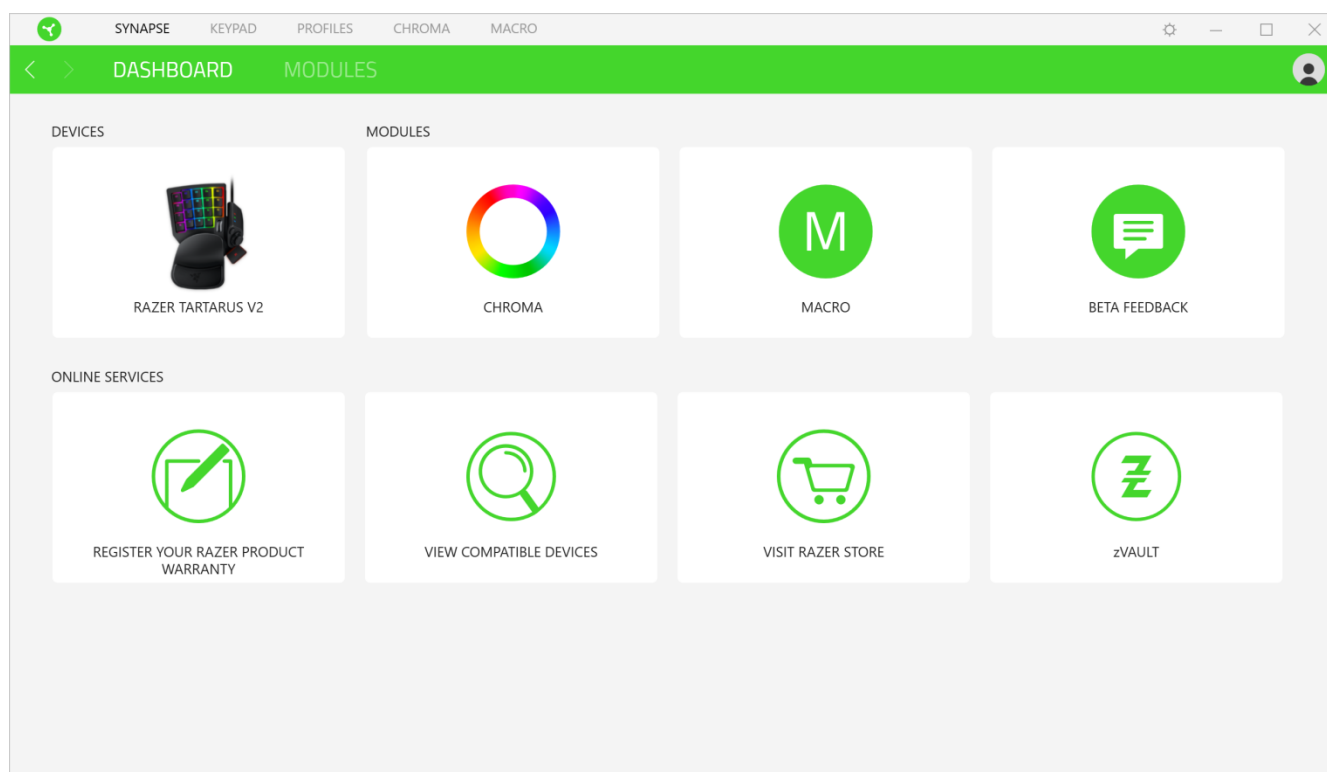 SYNAPSE KEYPAD PROFILES CHROMA MACRO
DASHBOARD MODULES
DEVICES MODULES
M
RAZER TARTARUS V2 CHROMA MACRO BETA FEEDBACK
ONLINE SERVICES
REGISTER YOUR RAZER PRODUCT WARRANTY VIEW COMPATIBLE DEVICES VISIT RAZER STORE zVAULT